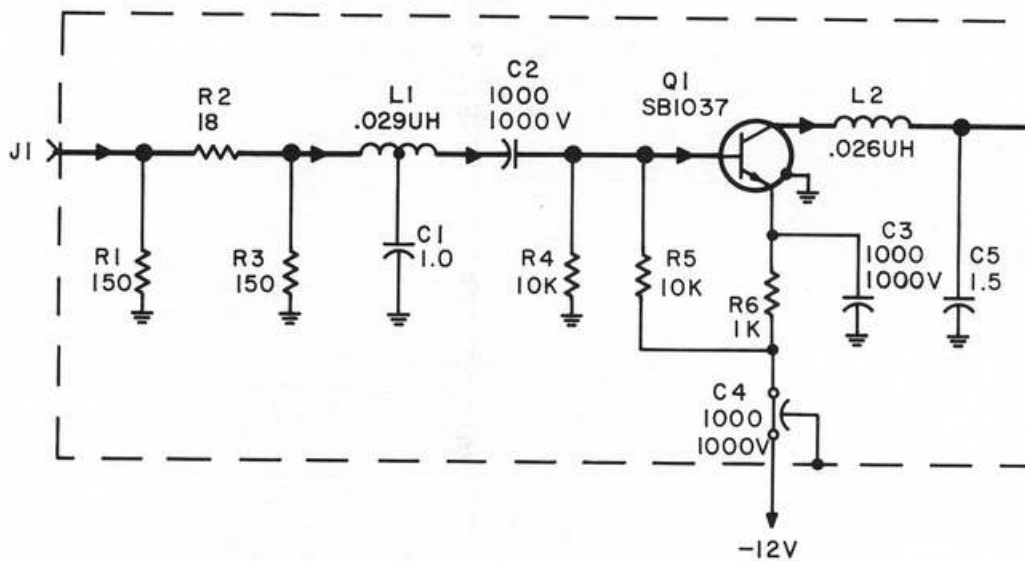 J1
R2
18
L1
.029UH
C2
1000
1000V
Q1
SB1037
L2
.026UH
R1
150
R3
150
C1
1.0
R4
10K
R5
10K
R6
1K
C3
1000
1000V
C5
1.5
C4
1000
1000V
-12V